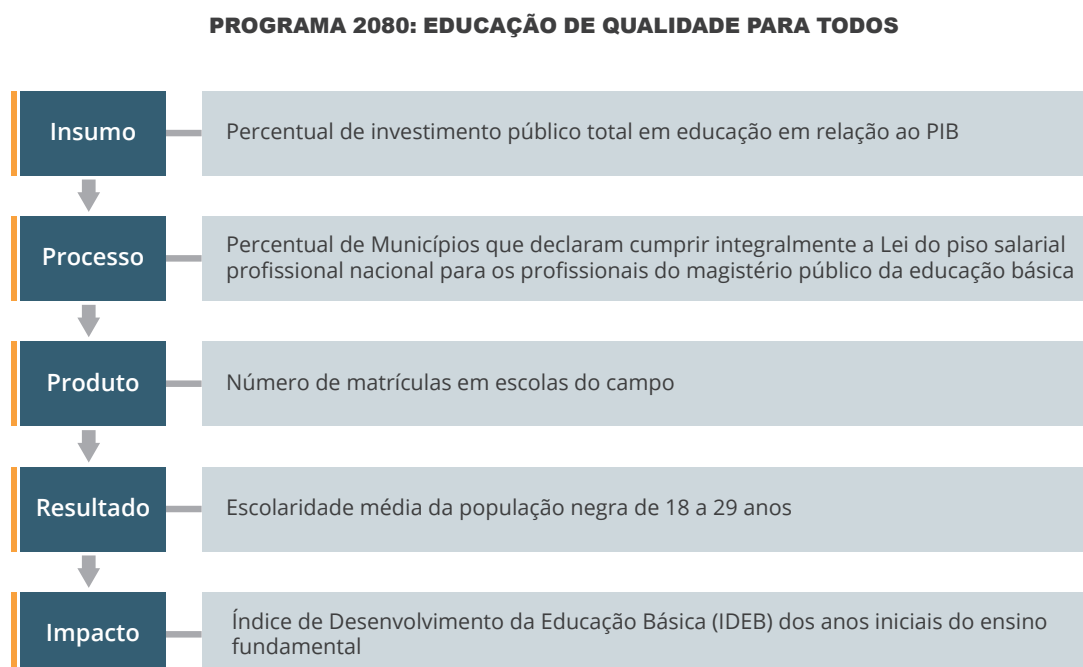 PROGRAMA 2080: EDUCAÇÃO DE QUALIDADE PARA TODOS
Insumo
Percentual de investimento público total em educação em relação ao PIB
Processo
Percentual de Municípios que declaram cumprir integralmente a Lei do piso salarial
profissional nacional para os profissionais do magistério público da educação básica
Produto
Número de matrículas em escolas do campo
Resultado
Escolaridade média da população negra de 18 a 29 anos
Impacto
Índice de Desenvolvimento da Educação Básica (IDEB) dos anos iniciais do ensino
fundamental